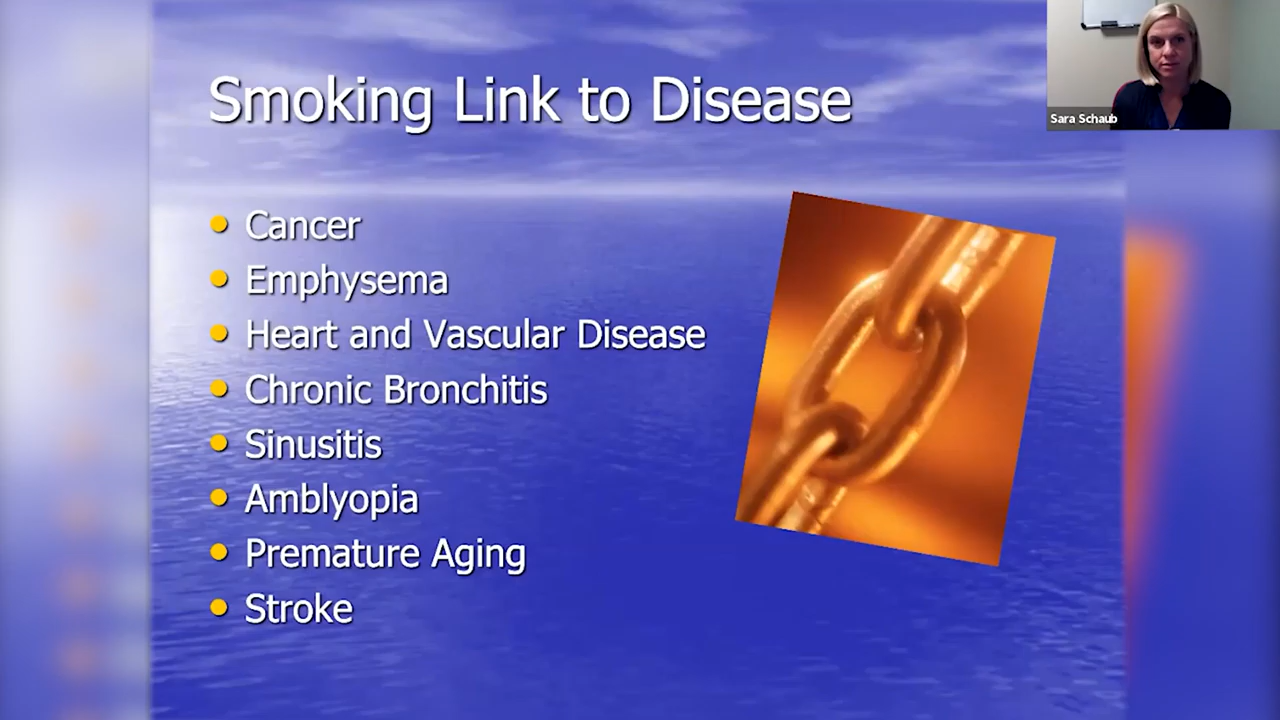 Smoking Link to Disease
Sara Schaub
Cancer
Emphysema
Heart and Vascular Disease
Chronic Bronchitis
Sinusitis
Amblyopia
Premature Aging
Stroke